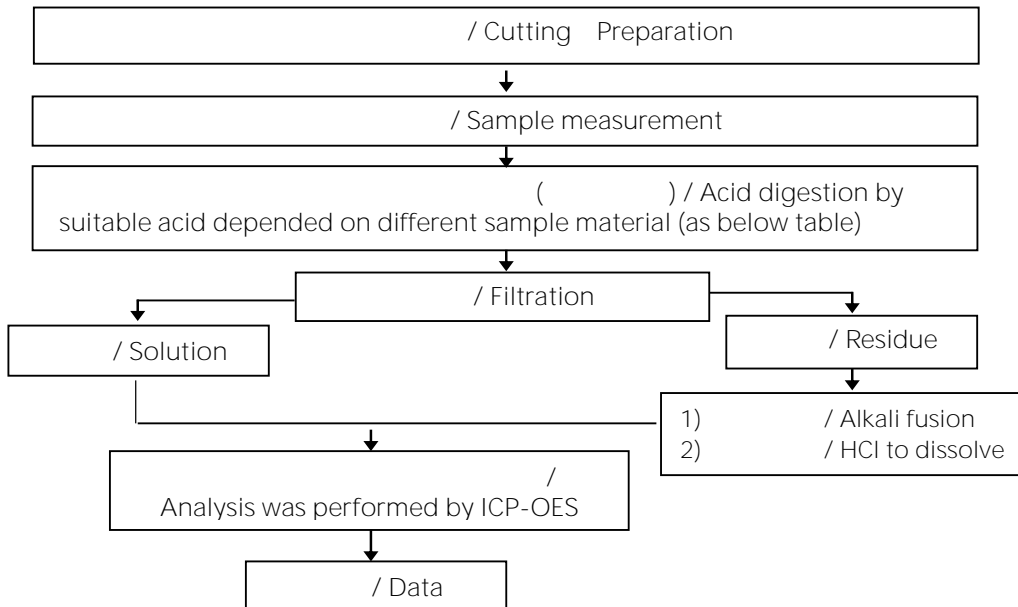 / Cutting Preparation
/ Sample measurement
( ) / Acid digestion by
suitable acid depended on different sample material (as below table)
/ Filtration
/ Solution
/ Residue
1) / Alkali fusion
2) / HCl to dissolve
/
Analysis was performed by ICP-OES
/ Data